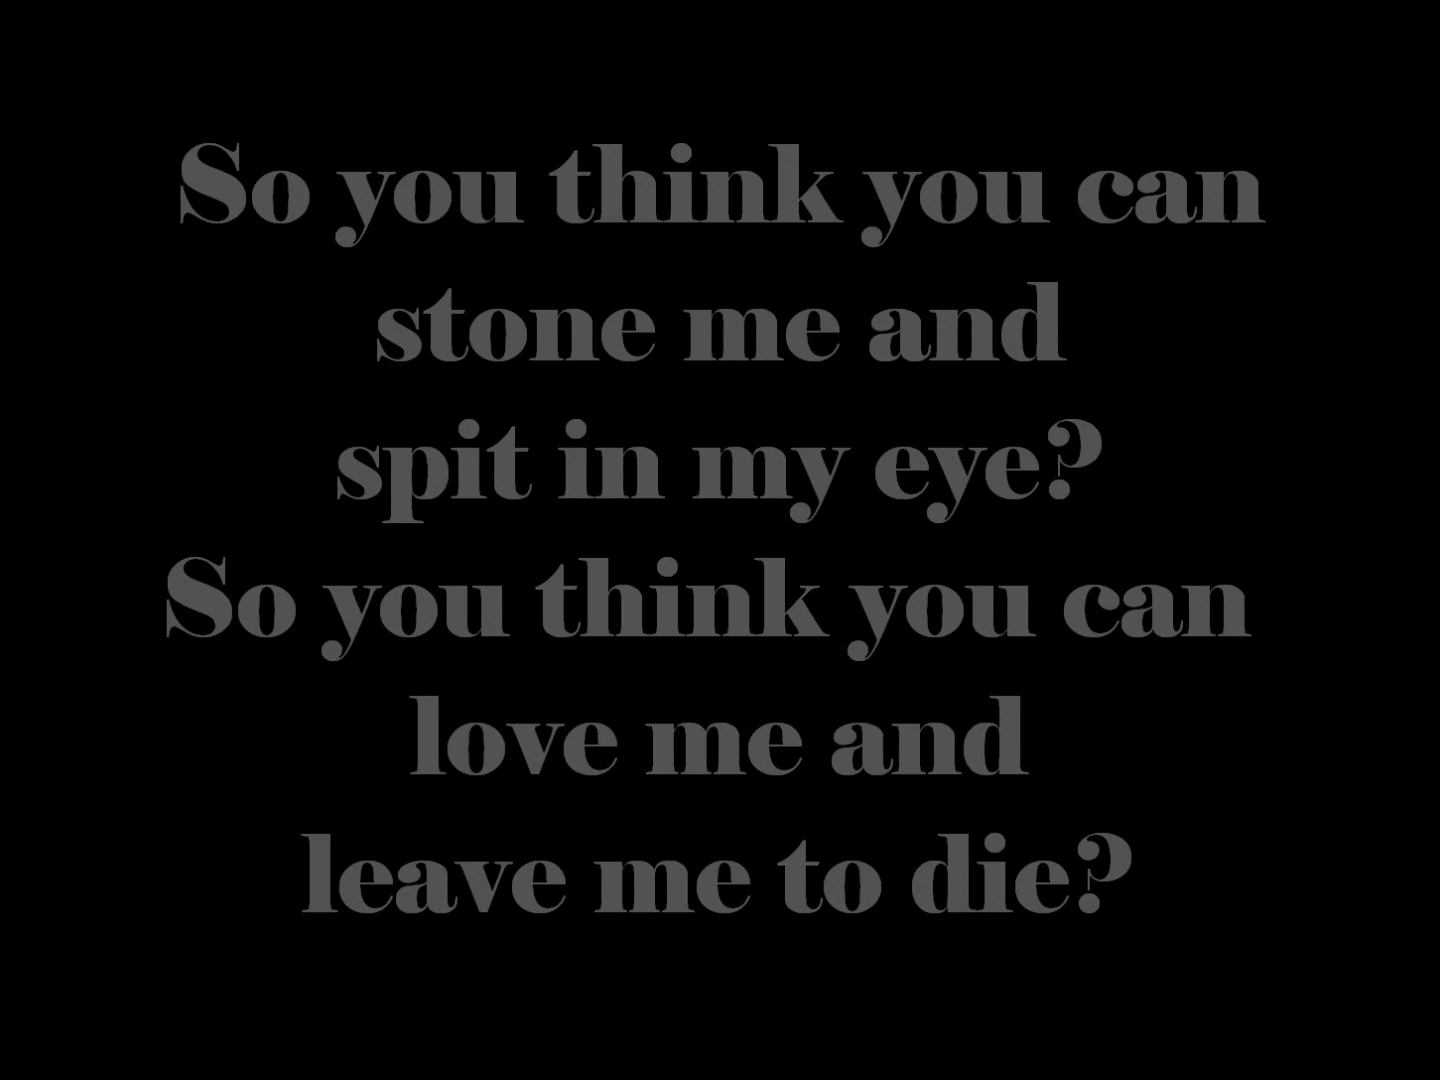 So you think you can
stone me and
spit in my eye?
So you think you can
love me and
leave me to die?